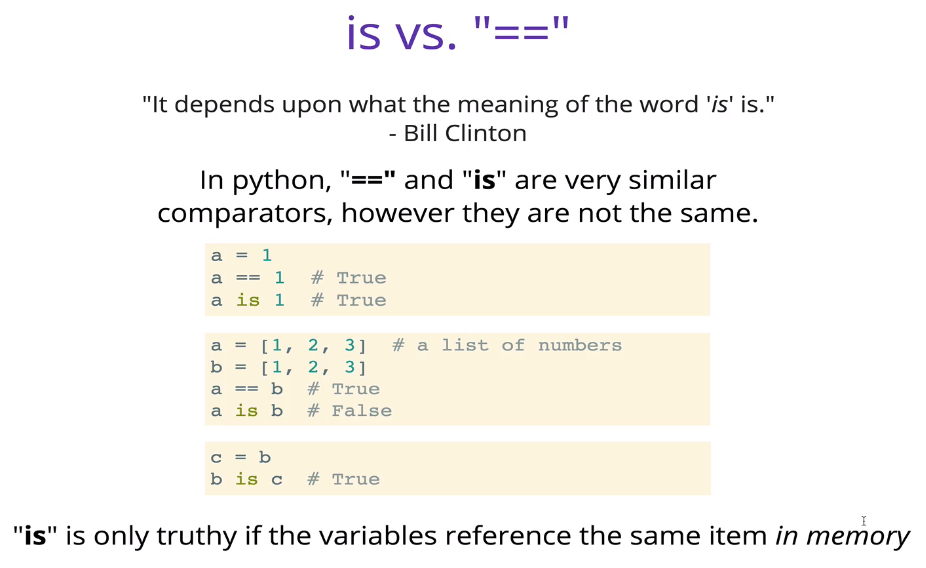 is vs. "=="
"It depends upon what the meaning of the word 'is' is."
- Bill Clinton
In python, "==" and "is" are very similar
comparators, however they are not the same.
a = 1
a == 1  # True
a is 1  # True
a = [1, 2, 3]  # a list of numbers
b = [1, 2, 3]
a == b  # True
a is b  # False
c = b
b is c  # True
"is" is only truthy if the variables reference the same item in memory